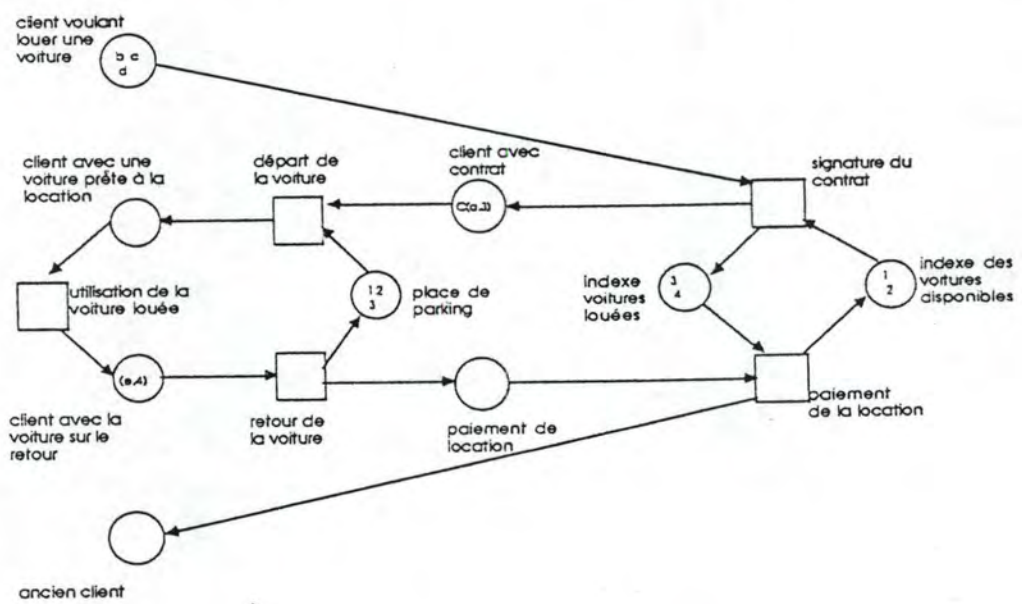 client voulant
louer une
voiture
b c
d
client avec une
voiture prête à la
location
départ de
la voiture
client avec
contrat
C(a,3)
signature du
contrat
utilisation de la
voiture louée
1 2
3
place de
parking
indexe
voitures
louées
3
4
1
2
indexe des
voitures
disponibles
(e,4)
client avec la
voiture sur le
retour
retour de
la voiture
paiement de
location
paiement
de la location
ancien client